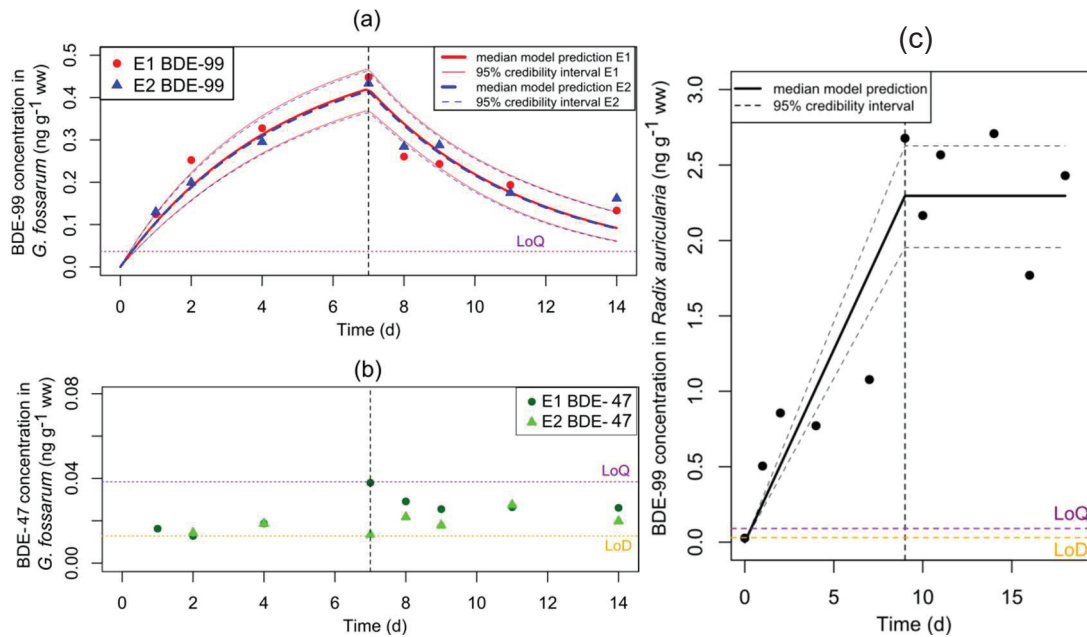 (a)
E1 BDE-99
E2 BDE-99
median model prediction E1
95% credibility interval E1
median model prediction E2
95% credibility interval E2
BDE-99 concentration in
G. fossarum (ng g⁻¹ ww)
0.5
0.4
0.3
0.2
0.1
0.0
LoQ
0 2 4 6 8 10 12 14
Time (d)
(b)
E1 BDE- 47
E2 BDE- 47
BDE-47 concentration in
G. fossarum (ng g⁻¹ ww)
0.08
0.04
0.00
LoQ
LoD
0 2 4 6 8 10 12 14
Time (d)
(c)
median model prediction
95% credibility interval
BDE-99 concentration in Radix auricularia (ng g⁻¹ ww)
3.0
2.5
2.0
1.5
1.0
0.5
0.0
LoQ
LoD
0 5 10 15
Time (d)